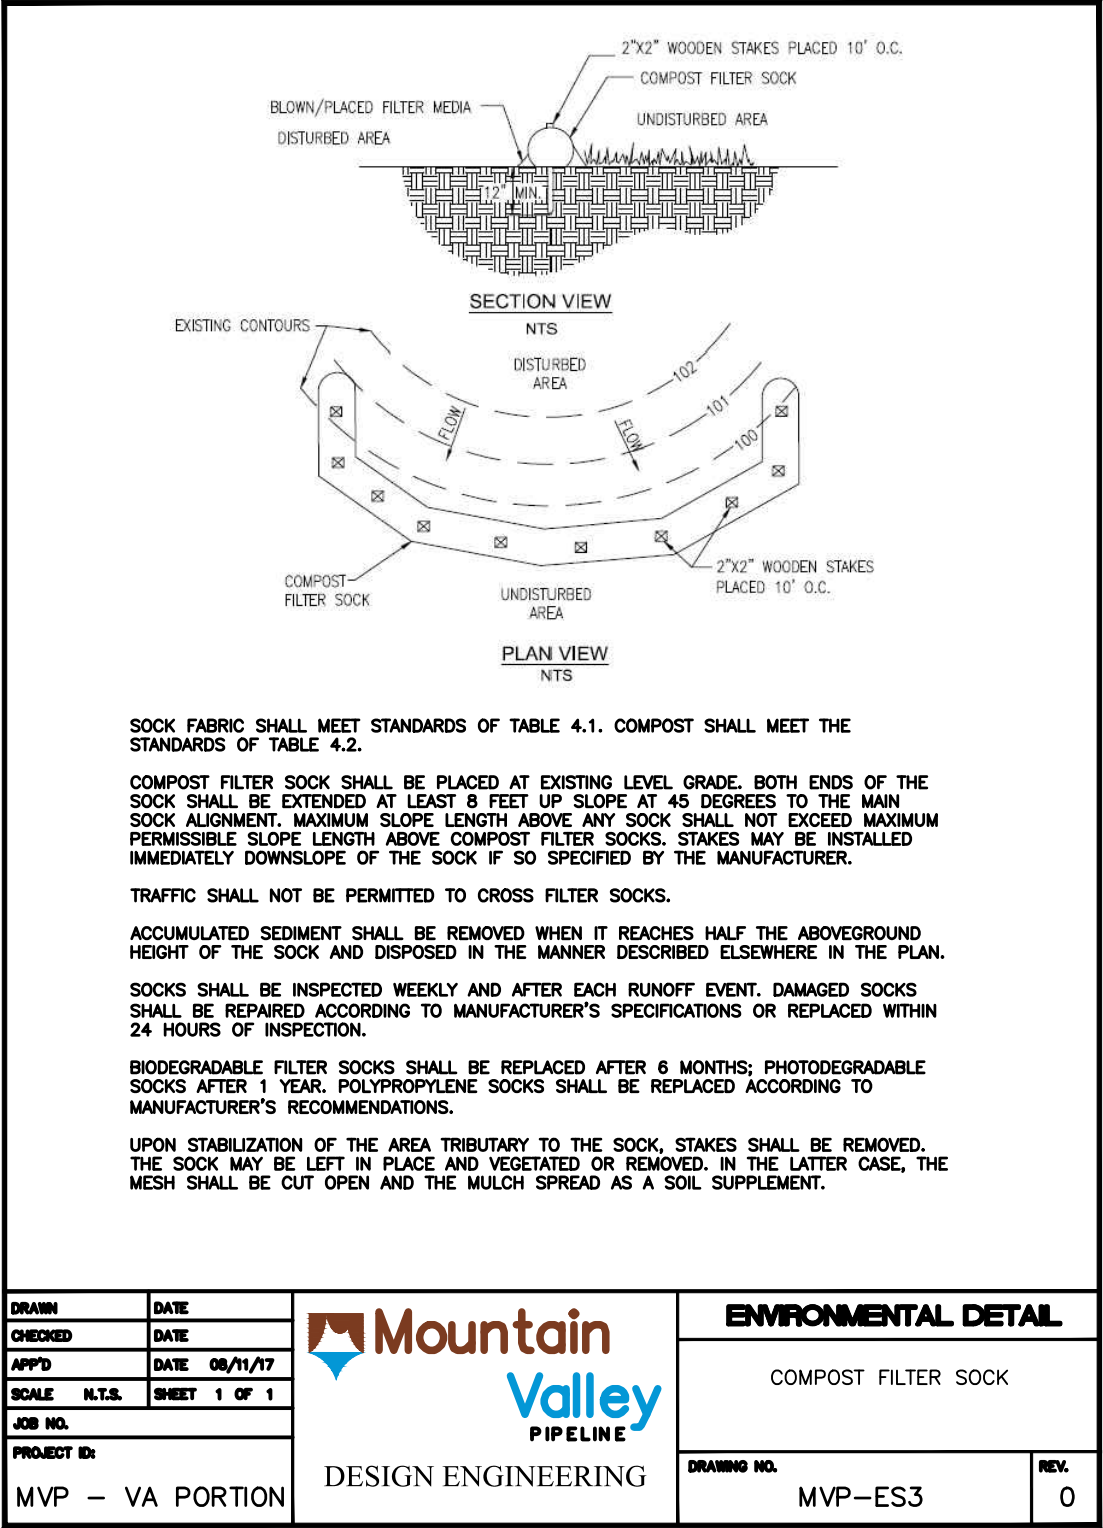 2"X2" WOODEN STAKES PLACED 10' O.C.
COMPOST FILTER SOCK
BLOWN/PLACED FILTER MEDIA
UNDISTURBED AREA
DISTURBED AREA
12" MIN.
SECTION VIEW
NTS
EXISTING CONTOURS
DISTURBED
AREA
102
101
100
FLOW
FLOW
2"X2" WOODEN STAKES
PLACED 10' O.C.
COMPOST
FILTER SOCK
UNDISTURBED
AREA
PLAN VIEW
NTS
SOCK FABRIC SHALL MEET STANDARDS OF TABLE 4.1. COMPOST SHALL MEET THE
STANDARDS OF TABLE 4.2.
COMPOST FILTER SOCK SHALL BE PLACED AT EXISTING LEVEL GRADE. BOTH ENDS OF THE
SOCK SHALL BE EXTENDED AT LEAST 8 FEET UP SLOPE AT 45 DEGREES TO THE MAIN
SOCK ALIGNMENT. MAXIMUM SLOPE LENGTH ABOVE ANY SOCK SHALL NOT EXCEED MAXIMUM
PERMISSIBLE SLOPE LENGTH ABOVE COMPOST FILTER SOCKS. STAKES MAY BE INSTALLED
IMMEDIATELY DOWNSLOPE OF THE SOCK IF SO SPECIFIED BY THE MANUFACTURER.
TRAFFIC SHALL NOT BE PERMITTED TO CROSS FILTER SOCKS.
ACCUMULATED SEDIMENT SHALL BE REMOVED WHEN IT REACHES HALF THE ABOVEGROUND
HEIGHT OF THE SOCK AND DISPOSED IN THE MANNER DESCRIBED ELSEWHERE IN THE PLAN.
SOCKS SHALL BE INSPECTED WEEKLY AND AFTER EACH RUNOFF EVENT. DAMAGED SOCKS
SHALL BE REPAIRED ACCORDING TO MANUFACTURER'S SPECIFICATIONS OR REPLACED WITHIN
24 HOURS OF INSPECTION.
BIODEGRADABLE FILTER SOCKS SHALL BE REPLACED AFTER 6 MONTHS; PHOTODEGRADABLE
SOCKS AFTER 1 YEAR. POLYPROPYLENE SOCKS SHALL BE REPLACED ACCORDING TO
MANUFACTURER'S RECOMMENDATIONS.
UPON STABILIZATION OF THE AREA TRIBUTARY TO THE SOCK, STAKES SHALL BE REMOVED.
THE SOCK MAY BE LEFT IN PLACE AND VEGETATED OR REMOVED. IN THE LATTER CASE, THE
MESH SHALL BE CUT OPEN AND THE MULCH SPREAD AS A SOIL SUPPLEMENT.
DRAWN DATE
CHECKED DATE
APP'D DATE 08/11/17
SCALE N.T.S. SHEET 1 OF 1
JOB NO.
PROJECT ID:
MVP - VA PORTION
Mountain
Valley
PIPELINE
DESIGN ENGINEERING
ENVIRONMENTAL DETAIL
COMPOST FILTER SOCK
DRAWING NO.
MVP-ES3
REV.
0